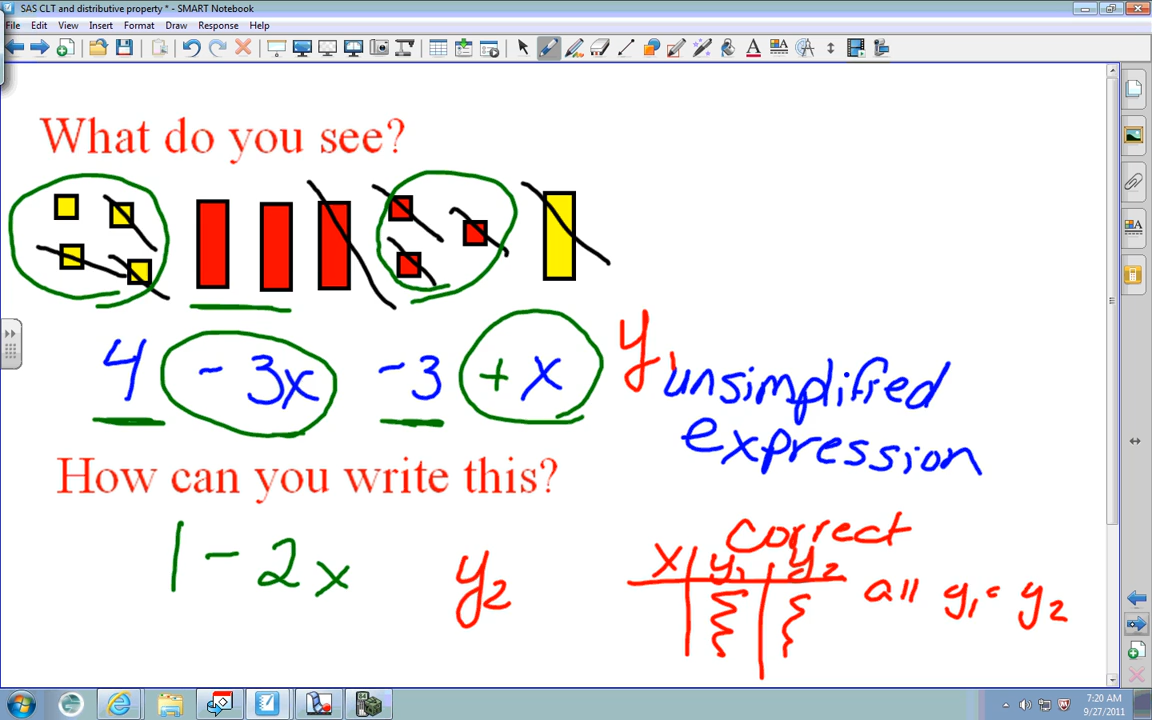 SAS CLT and distributive property * - SMART Notebook
File Edit View Insert Format Tools Draw Response Help
What do you see?
4 - 3x - 3 + x y1
unsimplified
expression
How can you write this?
1 - 2x y2
correct
x y1 y2
all y1 = y2
7:20 AM
9/27/2011